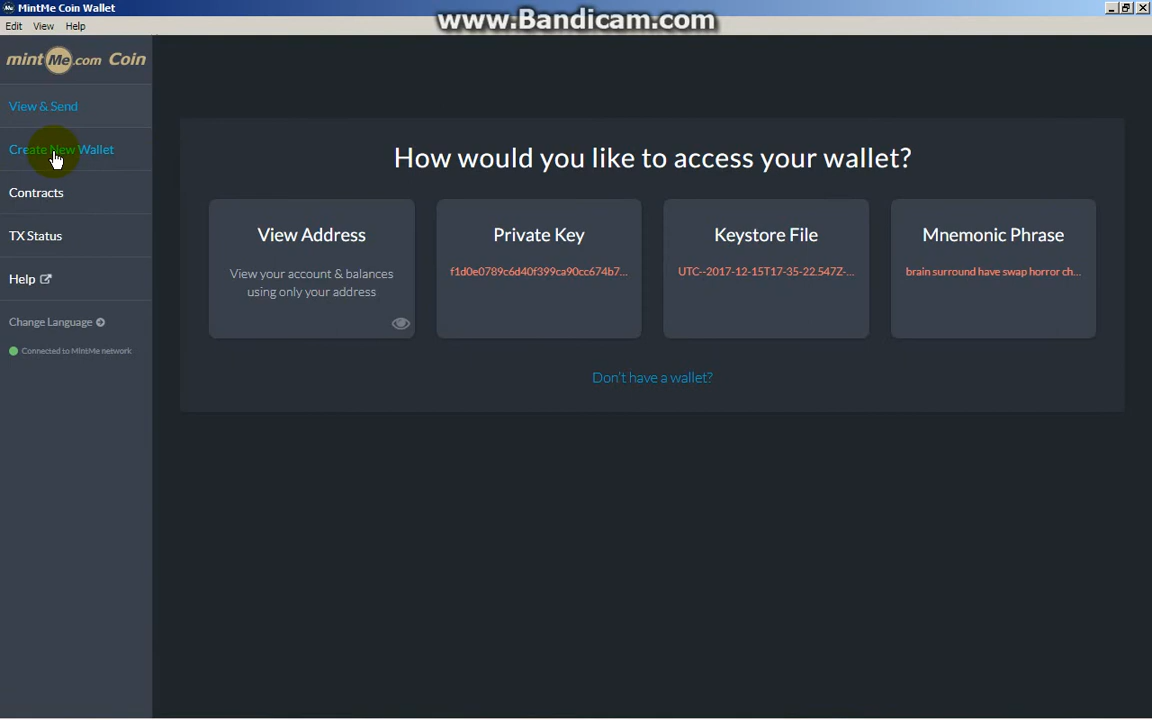 MintMe Coin Wallet
www.Bandicam.com
Edit View Help
mintMe.com Coin
View & Send
Create New Wallet
Contracts
TX Status
Help
Change Language
Connected to MintMe network
How would you like to access your wallet?
View Address
View your account & balances
using only your address
Private Key
f1d0e0789c6d40f399ca90cc674b7...
Keystore File
UTC--2017-12-15T17-35-22.547Z-...
Mnemonic Phrase
brain surround have swap horror ch...
Don't have a wallet?